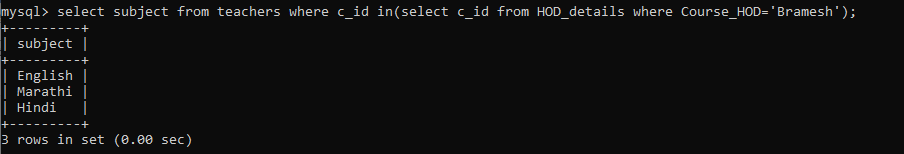 mysql> select subject from teachers where c_id in(select c_id from HOD_details where Course_HOD='Bramesh');
+---------+
| subject |
+---------+
| English |
| Marathi |
| Hindi   |
+---------+
3 rows in set (0.00 sec)